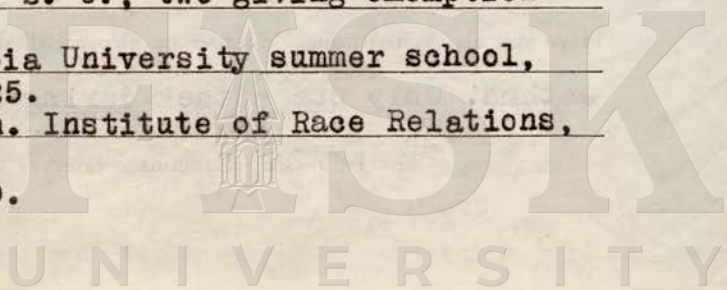 ia University summer school,
5.
. Institute of Race Relations,
.
FISK
UNIVERSITY